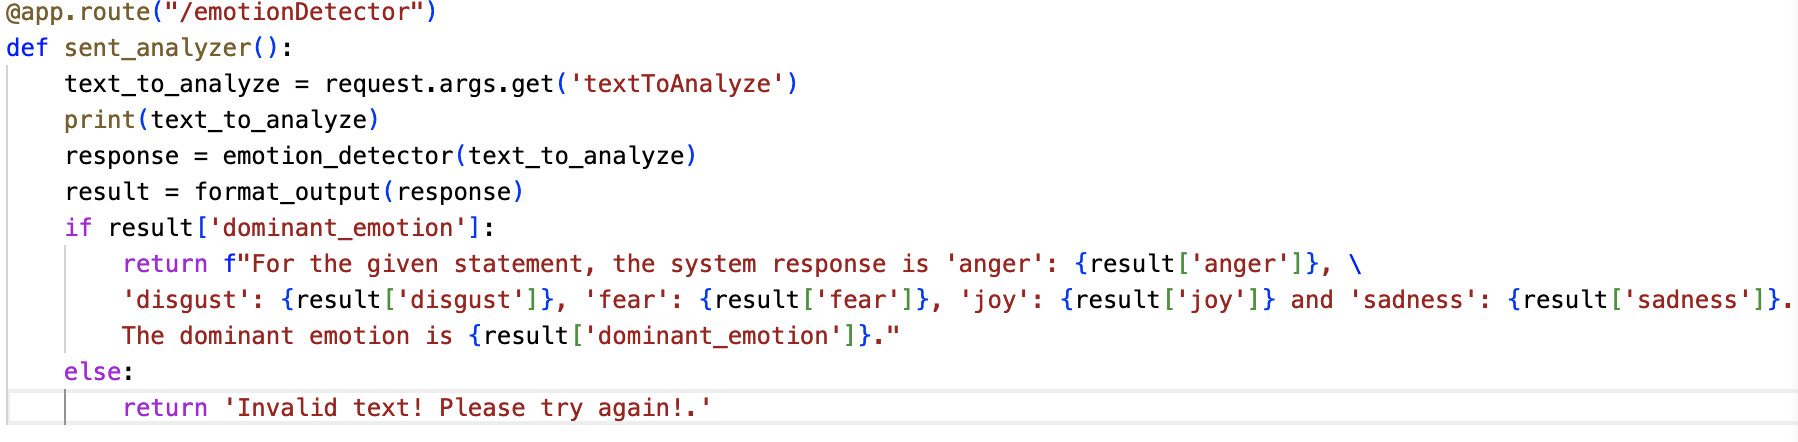 @app.route("/emotionDetector")
def sent_analyzer():
    text_to_analyze = request.args.get('textToAnalyze')
    print(text_to_analyze)
    response = emotion_detector(text_to_analyze)
    result = format_output(response)
    if result['dominant_emotion']:
        return f"For the given statement, the system response is 'anger': {result['anger']}, \
        'disgust': {result['disgust']}, 'fear': {result['fear']}, 'joy': {result['joy']} and 'sadness': {result['sadness']}.
        The dominant emotion is {result['dominant_emotion']}."
    else:
        return 'Invalid text! Please try again!.'